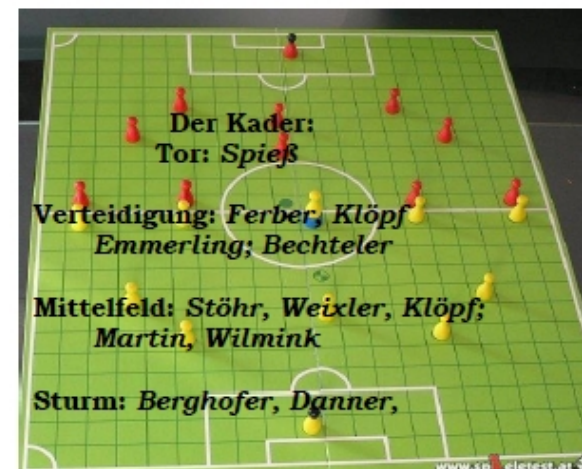 Der Kader:
Tor: Spieß
Verteidigung: Ferber, Klöpf
Emmerling; Bechteler
Mittelfeld: Stöhr, Weixler, Klöpf;
Martin, Wilmink
Sturm: Berghofer, Danner,